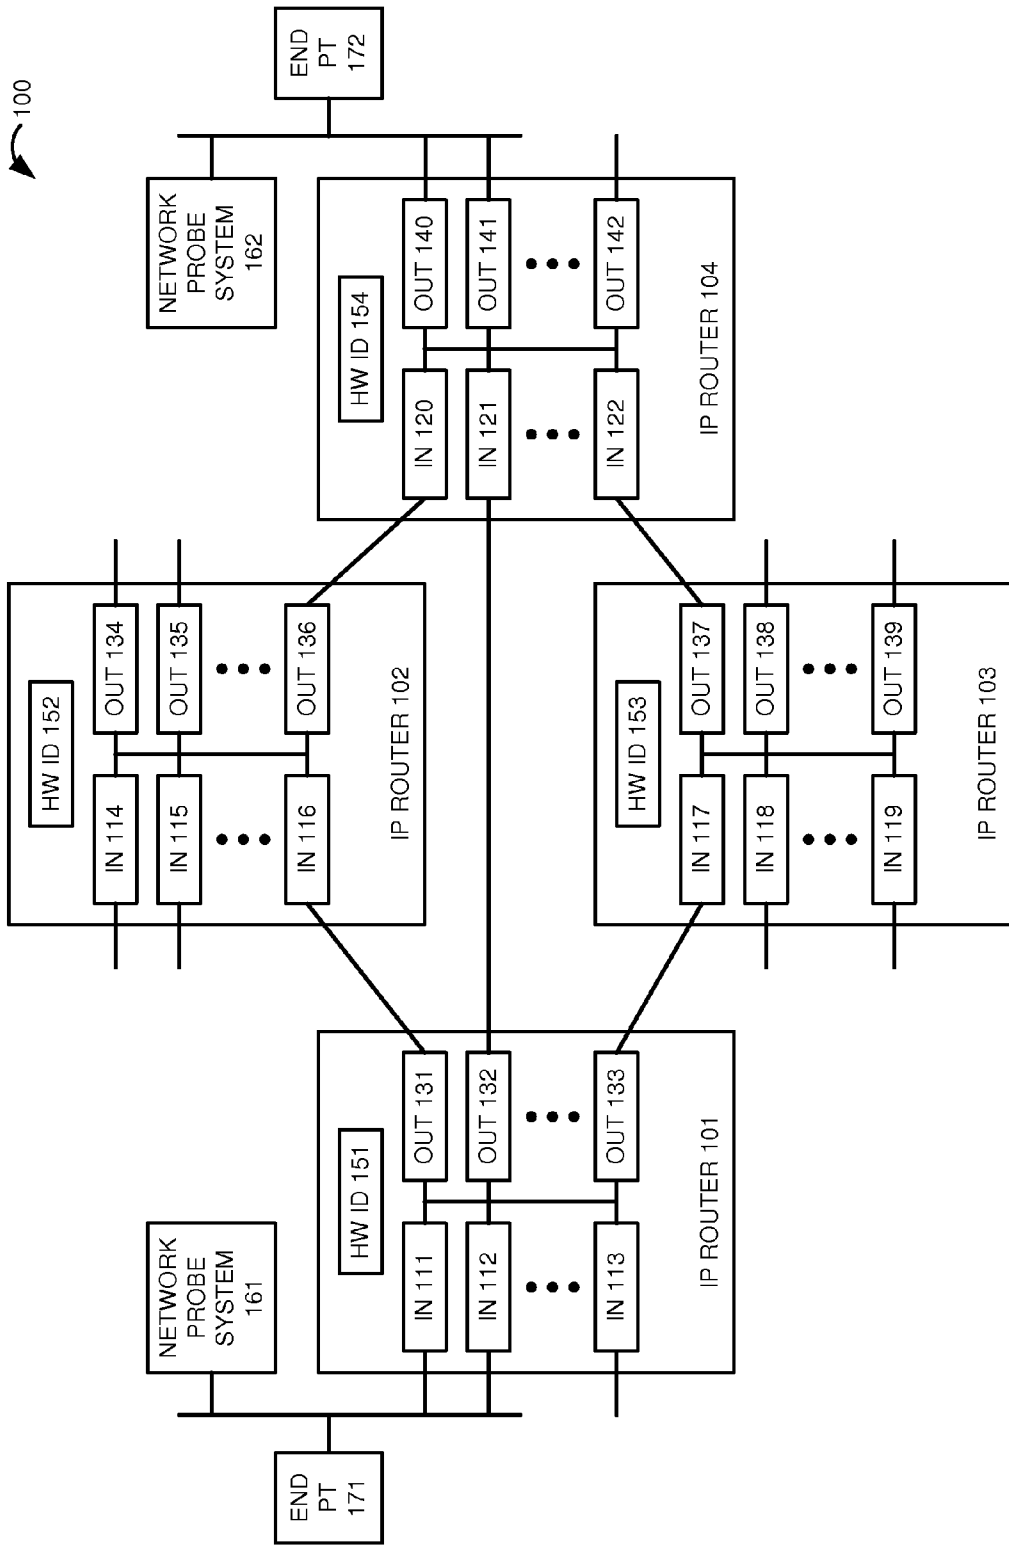 100
END
PT
171
NETWORK
PROBE
SYSTEM
161
HW ID 151
IN 111
OUT 131
IN 112
OUT 132
IN 113
OUT 133
IP ROUTER 101
HW ID 152
IN 114
OUT 134
IN 115
OUT 135
IN 116
OUT 136
IP ROUTER 102
HW ID 153
IN 117
OUT 137
IN 118
OUT 138
IN 119
OUT 139
IP ROUTER 103
NETWORK
PROBE
SYSTEM
162
HW ID 154
IN 120
OUT 140
IN 121
OUT 141
IN 122
OUT 142
IP ROUTER 104
END
PT
172